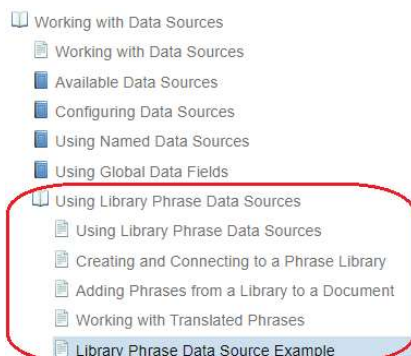 Working with Data Sources
Working with Data Sources
Available Data Sources
Configuring Data Sources
Using Named Data Sources
Using Global Data Fields
Using Library Phrase Data Sources
Using Library Phrase Data Sources
Creating and Connecting to a Phrase Library
Adding Phrases from a Library to a Document
Working with Translated Phrases
Library Phrase Data Source Example